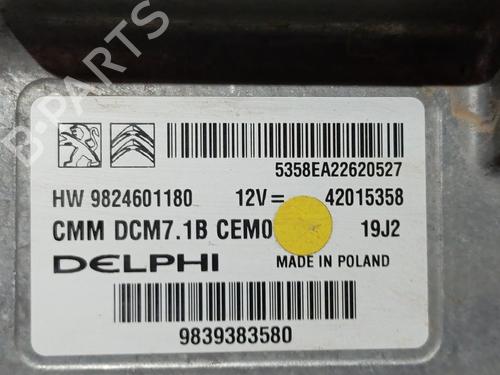 5358EA22620527
HW 9824601180 12V= 42015358
CMM DCM7.1B CEM0 19J2
DELPHI MADE IN POLAND
9839383580
B-PARTS